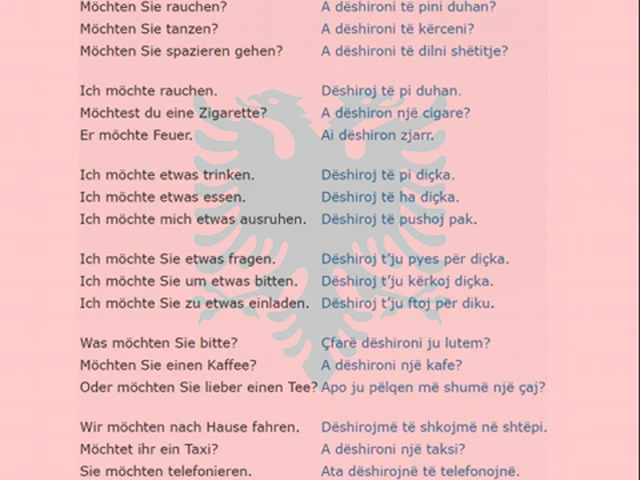 Möchten Sie rauchen? A dëshironi të pini duhan?
Möchten Sie tanzen? A dëshironi të kërceni?
Möchten Sie spazieren gehen? A dëshironi të dilni shëtitje?
Ich möchte rauchen. Dëshiroj të pi duhan.
Möchtest du eine Zigarette? A dëshiron një cigare?
Er möchte Feuer. Ai dëshiron zjarr.
Ich möchte etwas trinken. Dëshiroj të pi diçka.
Ich möchte etwas essen. Dëshiroj të ha diçka.
Ich möchte mich etwas ausruhen. Dëshiroj të pushoj pak.
Ich möchte Sie etwas fragen. Dëshiroj t’ju pyes për diçka.
Ich möchte Sie um etwas bitten. Dëshiroj t’ju kërkoj diçka.
Ich möchte Sie zu etwas einladen. Dëshiroj t’ju ftoj për diku.
Was möchten Sie bitte? Çfarë dëshironi ju lutem?
Möchten Sie einen Kaffee? A dëshironi një kafe?
Oder möchten Sie lieber einen Tee? Apo ju pëlqen më shumë një çaj?
Wir möchten nach Hause fahren. Dëshirojmë të shkojmë në shtëpi.
Möchtet ihr ein Taxi? A dëshironi një taksi?
Sie möchten telefonieren. Ata dëshirojnë të telefonojnë.